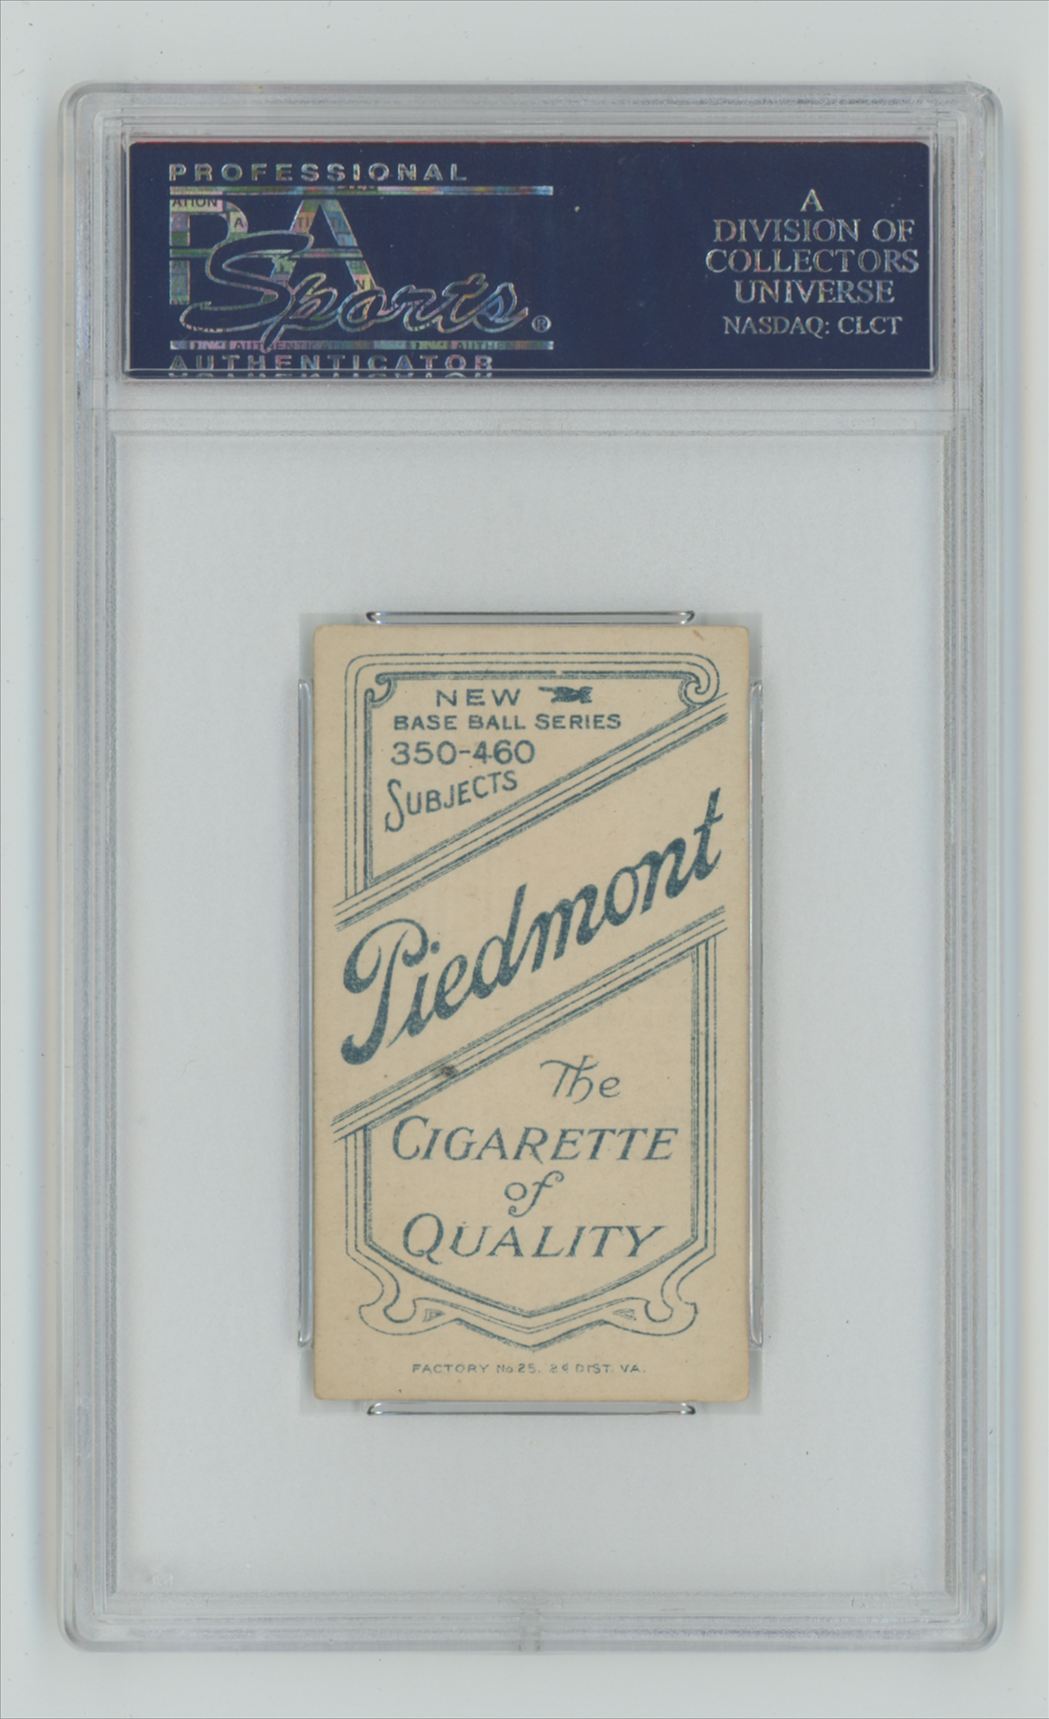 PROFESSIONAL
PSA
Sports®
AUTHENTICATOR
A
DIVISION OF
COLLECTORS
UNIVERSE
NASDAQ: CLCT
NEW
BASE BALL SERIES
350-460
SUBJECTS
Piedmont
The
CIGARETTE
of
QUALITY
FACTORY No 25. 2d DIST. VA.